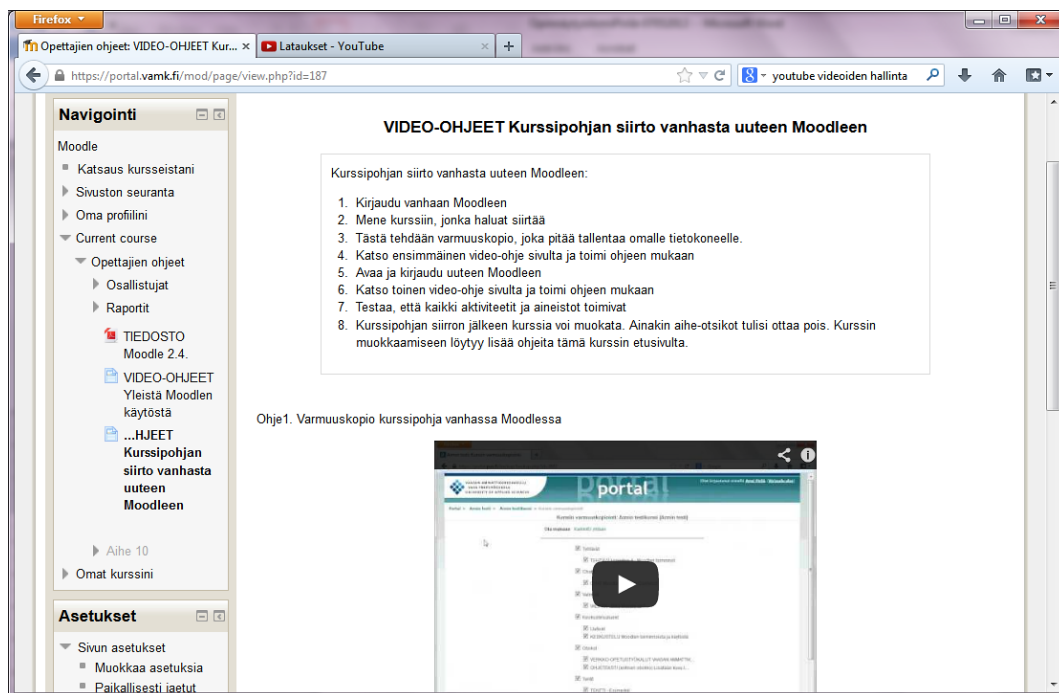 Firefox
Opettajien ohjeet: VIDEO-OHJEET Kur...
Lataukset - YouTube
https://portal.vamk.fi/mod/page/view.php?id=187
youtube videoiden hallinta
Navigointi
Moodle
Katsaus kursseistani
Sivuston seuranta
Oma profiilini
Current course
Opettajien ohjeet
Osallistujat
Raportit
TIEDOSTO
Moodle 2.4.
VIDEO-OHJEET
Yleistä Moodlen
käytöstä
...HJEET
Kurssipohjan
siirto vanhasta
uuteen
Moodleen
Aihe 10
Omat kurssini
Asetukset
Sivun asetukset
Muokkaa asetuksia
Paikallisesti jaetut
VIDEO-OHJEET Kurssipohjan siirto vanhasta uuteen Moodleen
Kurssipohjan siirto vanhasta uuteen Moodleen:
1. Kirjaudu vanhaan Moodleen
2. Mene kurssiin, jonka haluat siirtää
3. Tästä tehdään varmuuskopio, joka pitää tallentaa omalle tietokoneelle.
4. Katso ensimmäinen video-ohje sivulta ja toimi ohjeen mukaan
5. Avaa ja kirjaudu uuteen Moodleen
6. Katso toinen video-ohje sivulta ja toimi ohjeen mukaan
7. Testaa, että kaikki aktiviteetit ja aineistot toimivat
8. Kurssipohjan siirron jälkeen kurssia voi muokata. Ainakin aihe-otsikot tulisi ottaa pois. Kurssin
muokkaamiseen löytyy lisää ohjeita tämä kurssin etusivulta.
Ohje1. Varmuuskopio kurssipohja vanhassa Moodlessa
portal